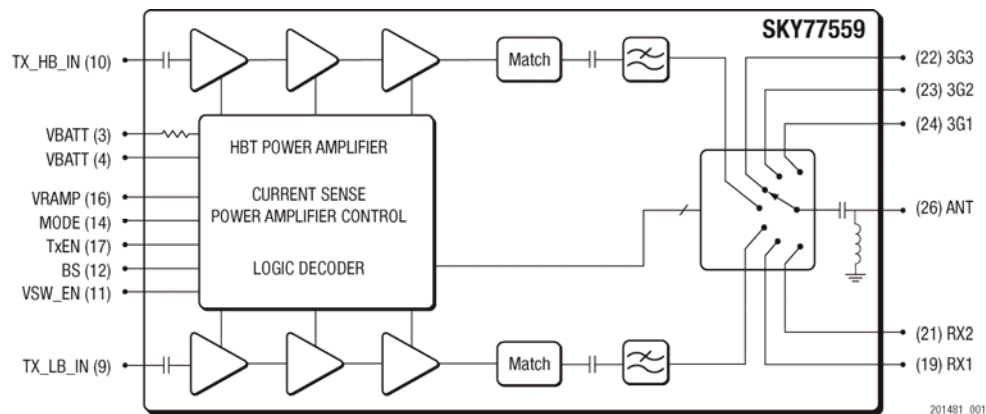 SKY77559
TX_HB_IN (10)
Match
(22) 3G3
(23) 3G2
(24) 3G1
VBATT (3)
VBATT (4)
VRAMP (16)
MODE (14)
TxEN (17)
BS (12)
VSW_EN (11)
HBT POWER AMPLIFIER
CURRENT SENSE
POWER AMPLIFIER CONTROL
LOGIC DECODER
(26) ANT
(21) RX2
(19) RX1
TX_LB_IN (9)
Match
201481_001